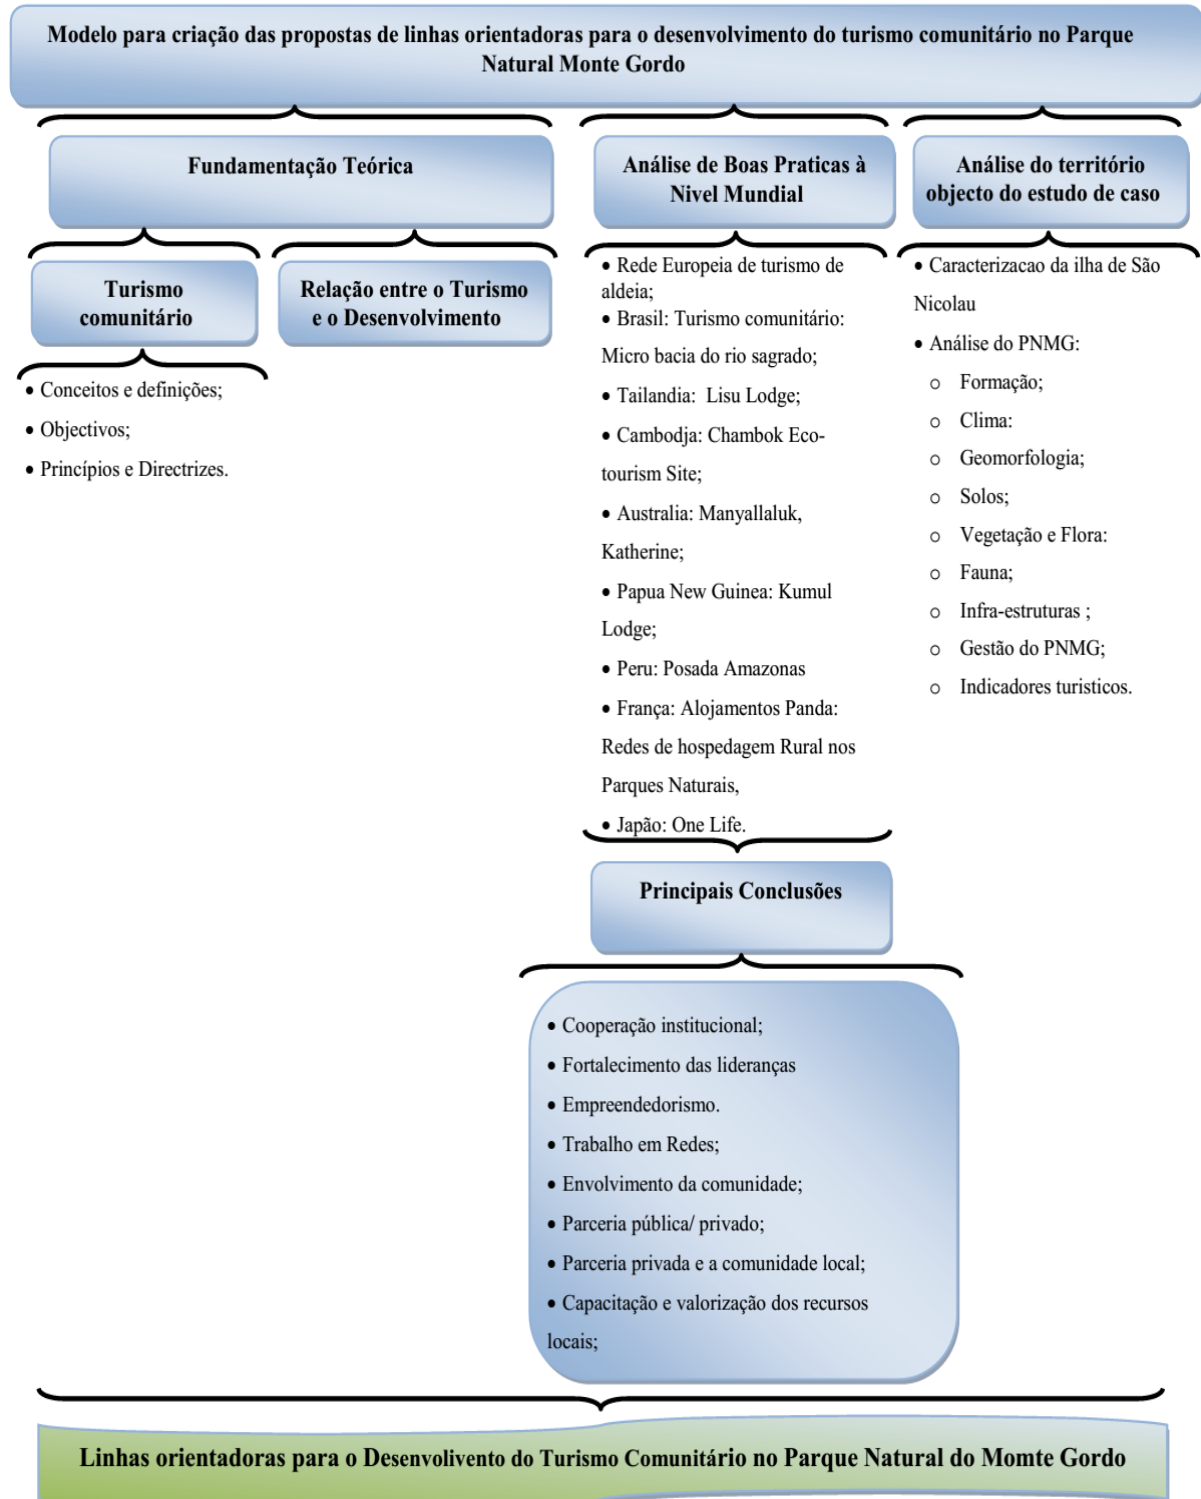 Modelo para criação das propostas de linhas orientadoras para o desenvolvimento do turismo comunitário no Parque
Natural Monte Gordo
Fundamentação Teórica
Turismo
comunitário
• Conceitos e definições;
• Objectivos;
• Princípios e Directrizes.
Relação entre o Turismo
e o Desenvolvimento
Análise de Boas Praticas à
Nivel Mundial
• Rede Europeia de turismo de
aldeia;
• Brasil: Turismo comunitário:
Micro bacia do rio sagrado;
• Tailandia: Lisu Lodge;
• Cambodja: Chambok Eco-
tourism Site;
• Australia: Manyallaluk,
Katherine;
• Papua New Guinea: Kumul
Lodge;
• Peru: Posada Amazonas
• França: Alojamentos Panda:
Redes de hospedagem Rural nos
Parques Naturais,
• Japão: One Life.
Principais Conclusões
• Cooperação institucional;
• Fortalecimento das lideranças
• Empreendedorismo.
• Trabalho em Redes;
• Envolvimento da comunidade;
• Parceria pública/ privado;
• Parceria privada e a comunidade local;
• Capacitação e valorização dos recursos
locais;
Análise do território
objecto do estudo de caso
• Caracterizacao da ilha de São
Nicolau
• Análise do PNMG:
o Formação;
o Clima:
o Geomorfologia;
o Solos;
o Vegetação e Flora:
o Fauna;
o Infra-estruturas ;
o Gestão do PNMG;
o Indicadores turisticos.
Linhas orientadoras para o Desenvolivento do Turismo Comunitário no Parque Natural do Momte Gordo